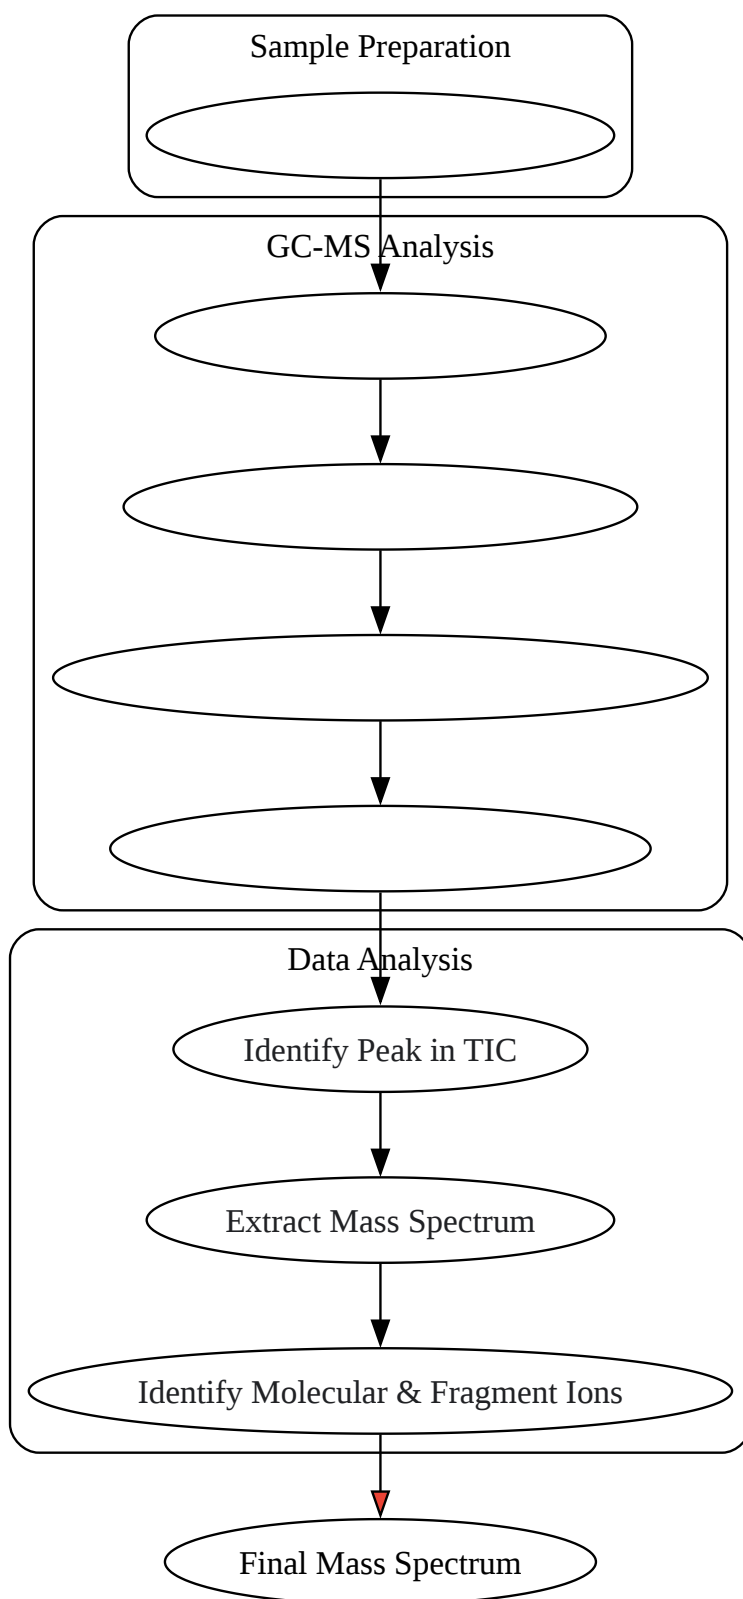 Sample Preparation
GC-MS Analysis
Data Analysis
Identify Peak in TIC
Extract Mass Spectrum
Identify Molecular & Fragment Ions
Final Mass Spectrum